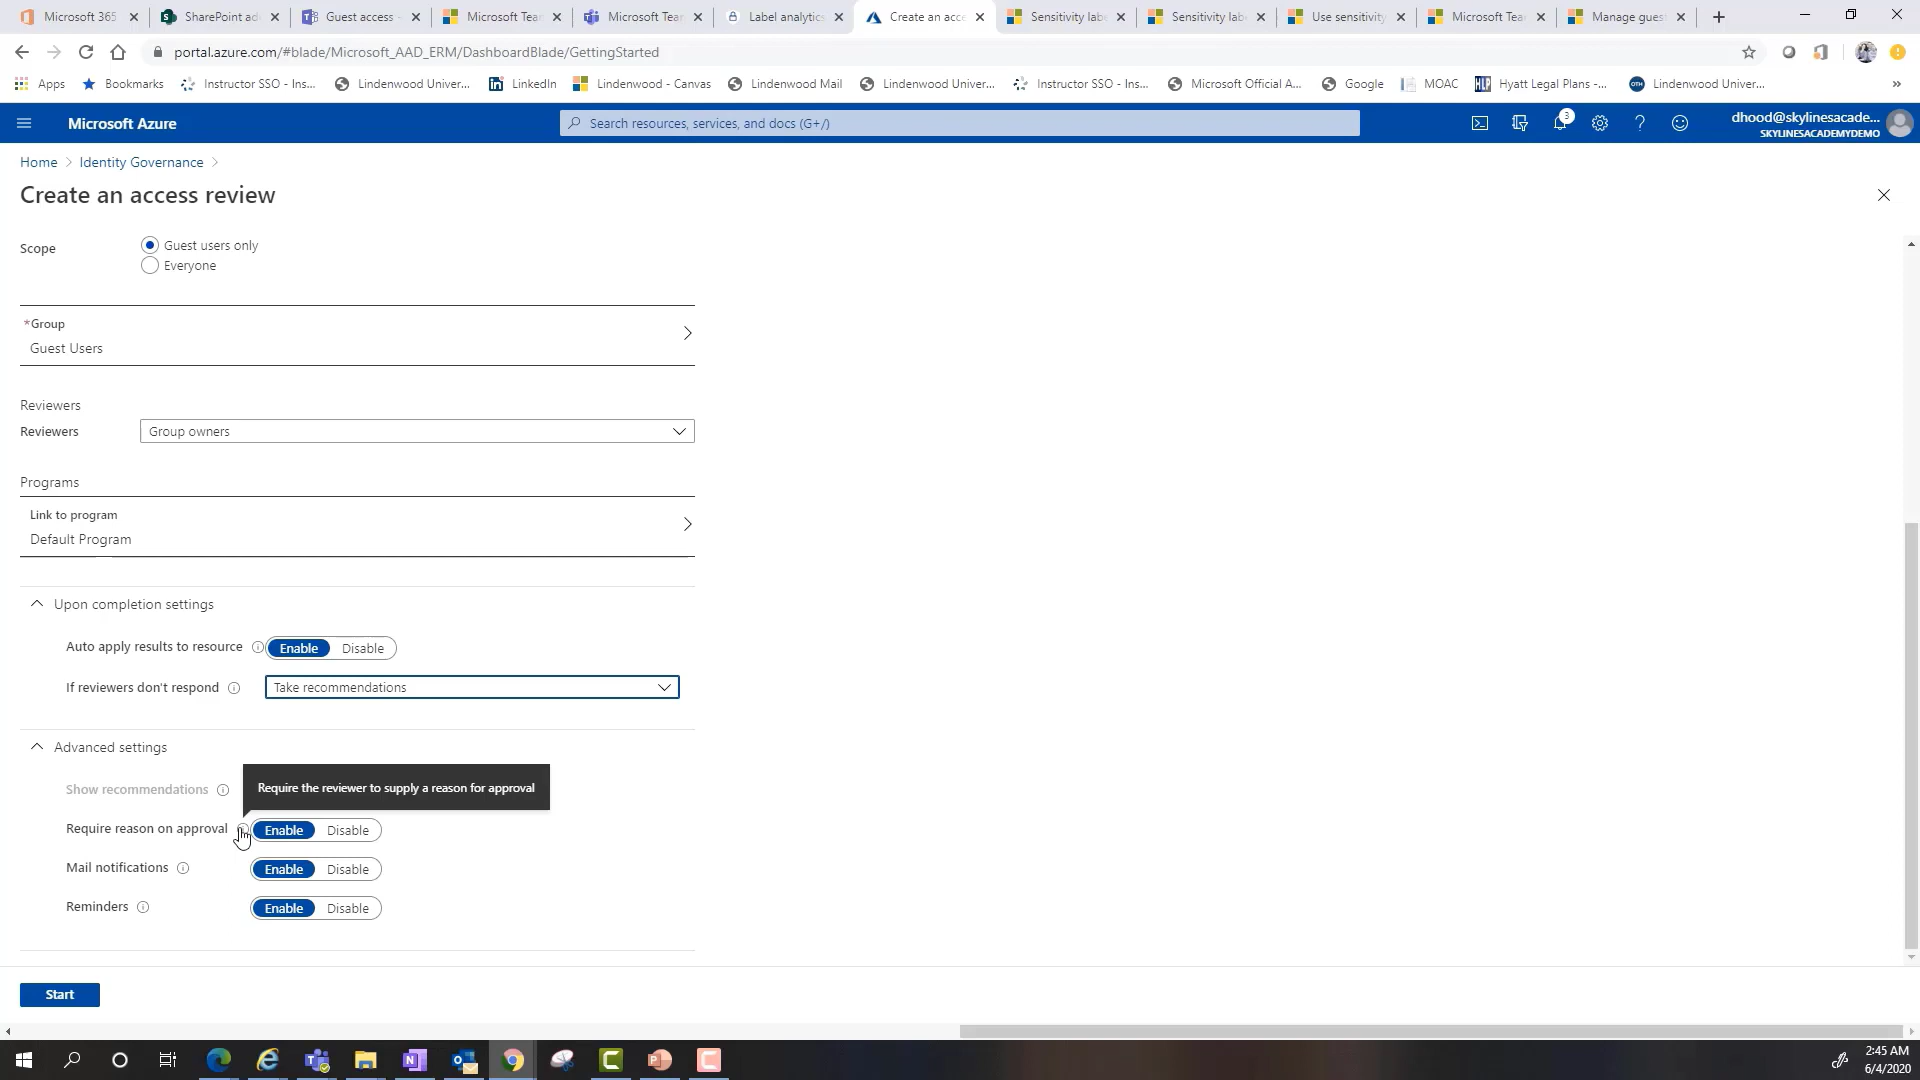 Microsoft 365
SharePoint ad
Guest access -
Microsoft Tea
Microsoft Tea
Label analytics
Create an acce
Sensitivity lab
Sensitivity lab
Use sensitivity
Microsoft Tea
Manage gues
portal.azure.com/#blade/Microsoft_AAD_ERM/DashboardBlade/GettingStarted
Apps
Bookmarks
Instructor SSO - Ins...
Lindenwood Univer...
LinkedIn
Lindenwood - Canvas
Lindenwood Mail
Lindenwood Univer...
Instructor SSO - Ins...
Microsoft Official A...
Google
MOAC
Hyatt Legal Plans -...
Lindenwood Univer...
Microsoft Azure
Search resources, services, and docs (G+/)
3
dhood@skylinesacade...
SKYLINESACADEMYDEMO
Home > Identity Governance >
Create an access review
Scope
Guest users only
Everyone
*Group
Guest Users
Reviewers
Reviewers
Group owners
Programs
Link to program
Default Program
Upon completion settings
Auto apply results to resource
Enable Disable
If reviewers don't respond
Take recommendations
Advanced settings
Show recommendations
Require the reviewer to supply a reason for approval
Require reason on approval
Enable Disable
Mail notifications
Enable Disable
Reminders
Enable Disable
Start
2:45 AM
6/4/2020